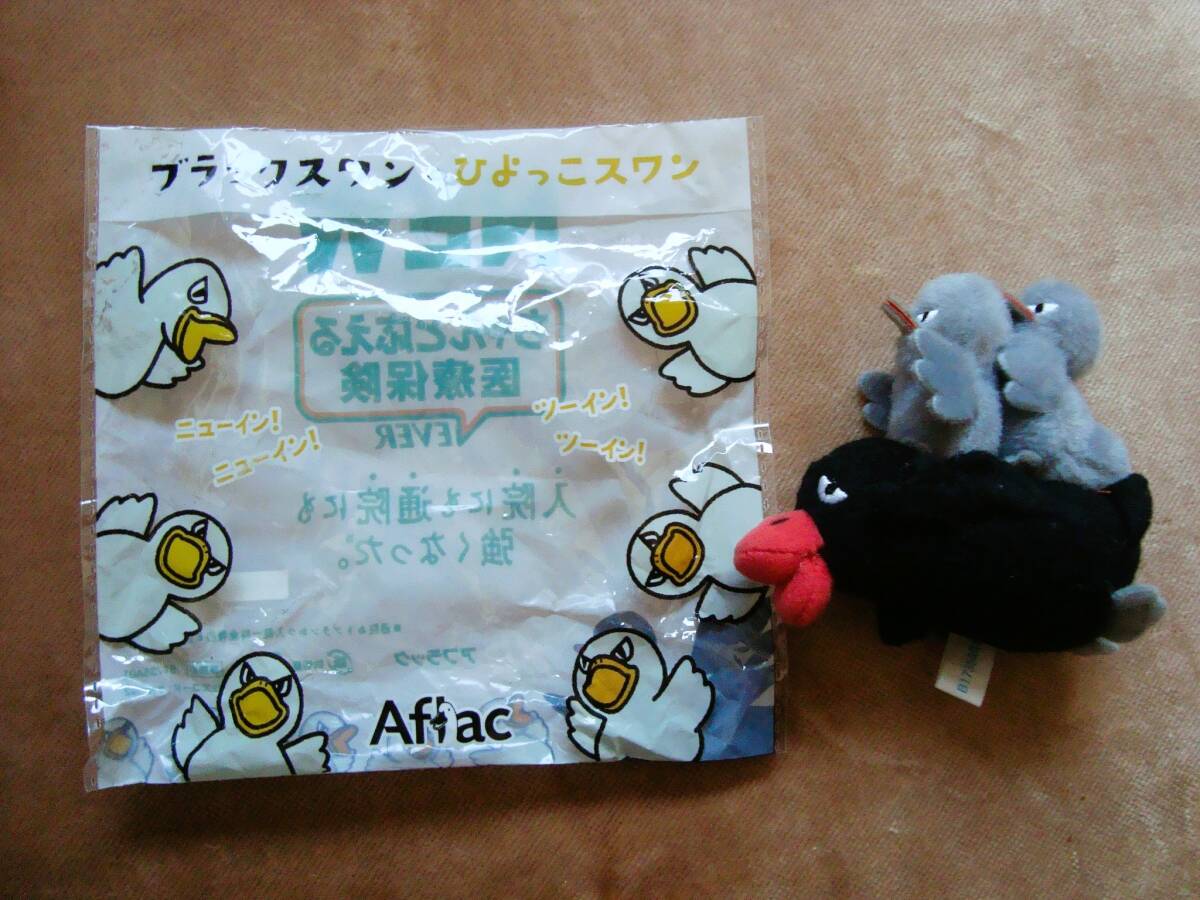 ブラックスワン・ひよっこスワン
NEW
ちゃんと応える
医療保険
EVER
ニューイン!
ニューイン!
ツーイン!
ツーイン!
入院にも通院にも
強くなった。
アフラック
Aflac